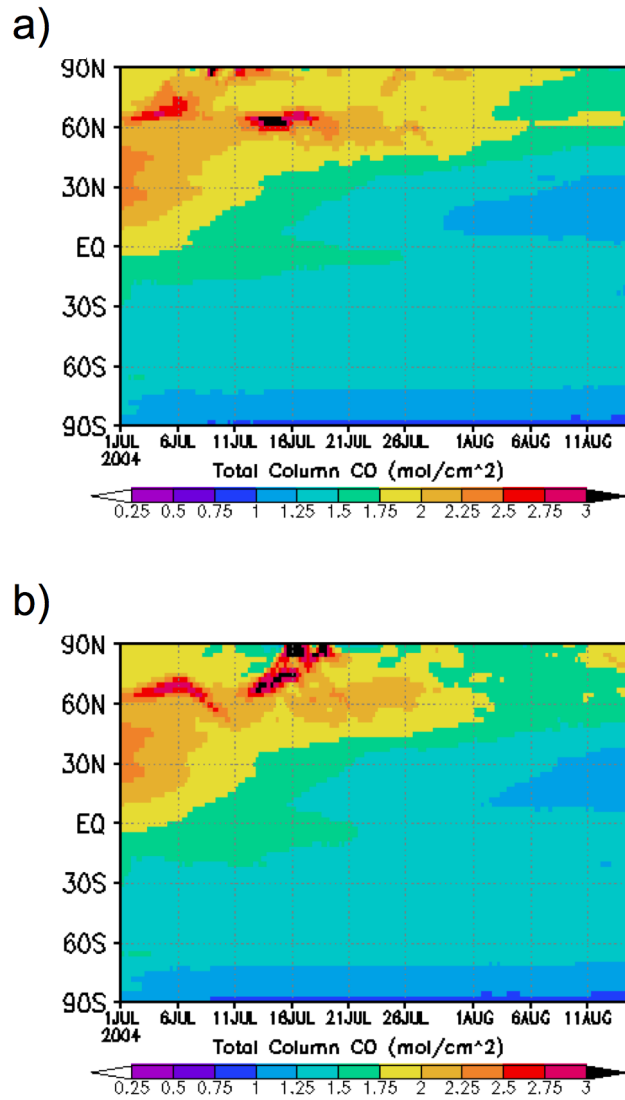 a)
90N
60N
30N
EQ
30S
60S
90S
1JUL 6JUL 11JUL 16JUL 21JUL 26JUL 1AUG 6AUG 11AUG
2004
Total Column CO (mol/cm^2)
0.25 0.5 0.75 1 1.25 1.5 1.75 2 2.25 2.5 2.75 3
b)
90N
60N
30N
EQ
30S
60S
90S
1JUL 6JUL 11JUL 16JUL 21JUL 26JUL 1AUG 6AUG 11AUG
2004
Total Column CO (mol/cm^2)
0.25 0.5 0.75 1 1.25 1.5 1.75 2 2.25 2.5 2.75 3